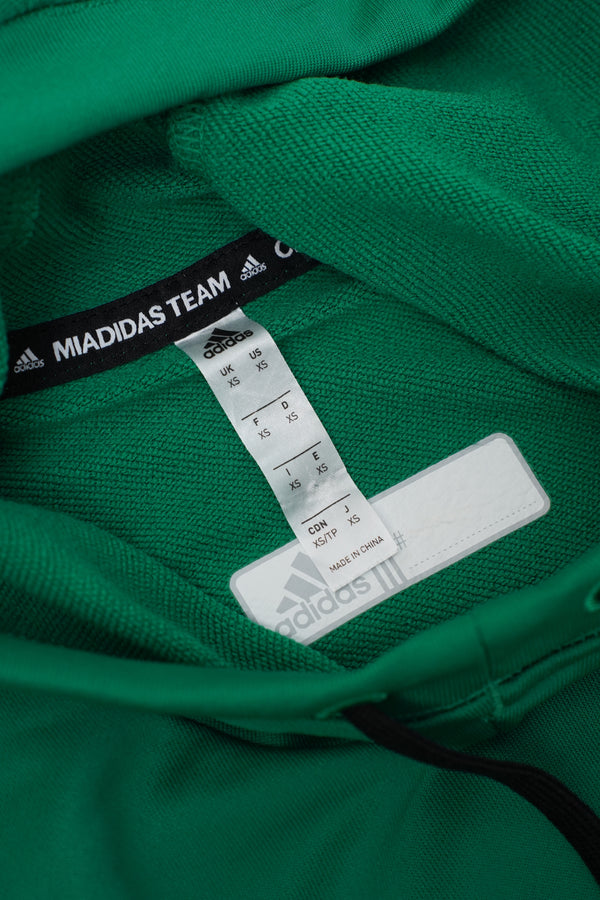 adidas
MIADIDAS TEAM
adidas
C
adidas
UK US
XS XS
F D
XS XS
I E
XS XS
CDN J
XS/TP XS
MADE IN CHINA
adidas
#